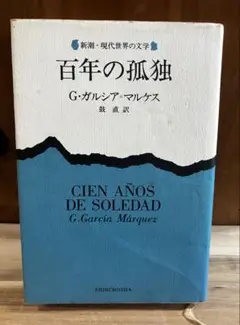 新潮・現代世界の文学
百年の孤独
G・ガルシア=マルケス
鼓 直 訳
CIEN AÑOS
DE SOLEDAD
G. García Márquez
SHINCHOSHA